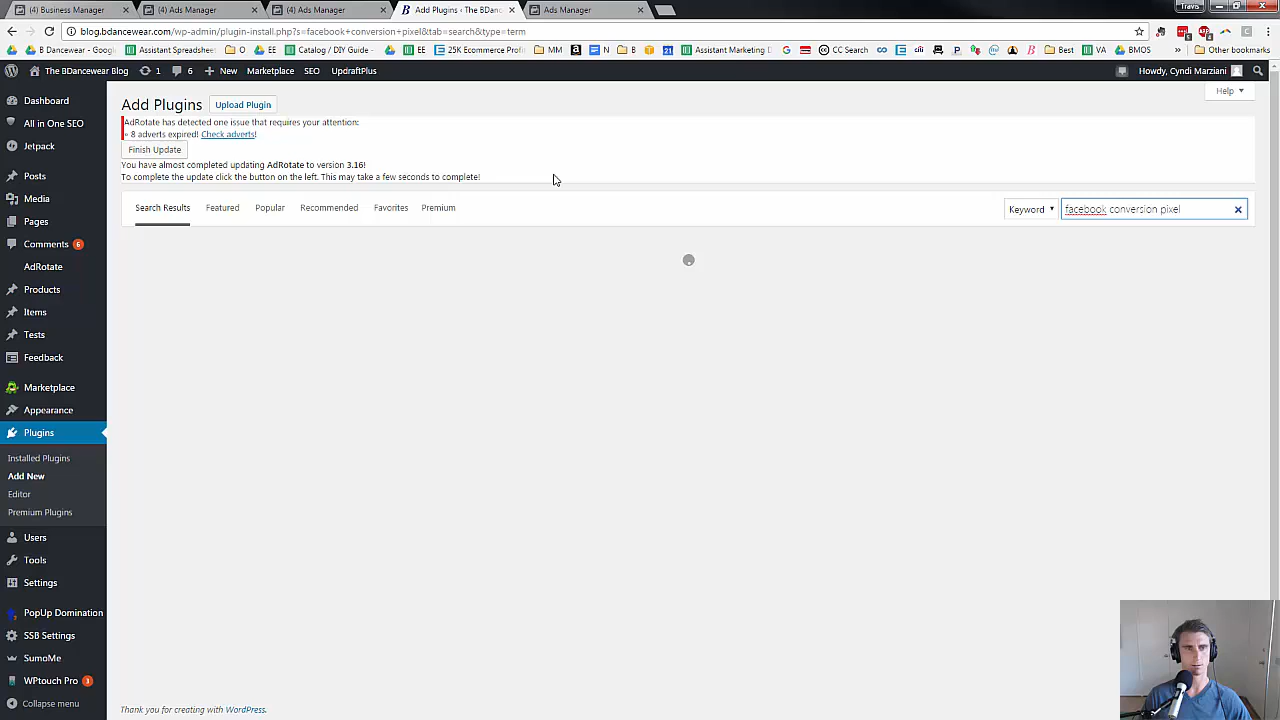 (4) Business Manager
(4) Ads Manager
(4) Ads Manager
Add Plugins ‹ The BDanc
Ads Manager
Travis
blog.bdancewear.com/wp-admin/plugin-install.php?s=facebook+conversion+pixel&tab=search&type=term
B Dancewear - Google
Assistant Spreadshee
O
EE
Catalog / DIY Guide -
EE
25K Ecommerce Profi
MM
N
B
21
Assistant Marketing D
G
CC Search
Best
VA
BMOS
Other bookmarks
The BDancewear Blog
1
6
New
Marketplace
SEO
UpdraftPlus
Howdy, Cyndi Marziani
Dashboard
All in One SEO
Jetpack
Posts
Media
Pages
Comments 6
AdRotate
Products
Items
Tests
Feedback
Marketplace
Appearance
Plugins
Installed Plugins
Add New
Editor
Premium Plugins
Users
Tools
Settings
PopUp Domination
SSB Settings
SumoMe
WPtouch Pro 3
Collapse menu
Help
Add Plugins
Upload Plugin
AdRotate has detected one issue that requires your attention:
» 8 adverts expired! Check adverts!
Finish Update
You have almost completed updating AdRotate to version 3.16!
To complete the update click the button on the left. This may take a few seconds to complete!
Search Results
Featured
Popular
Recommended
Favorites
Premium
Keyword
facebook conversion pixel
Thank you for creating with WordPress.